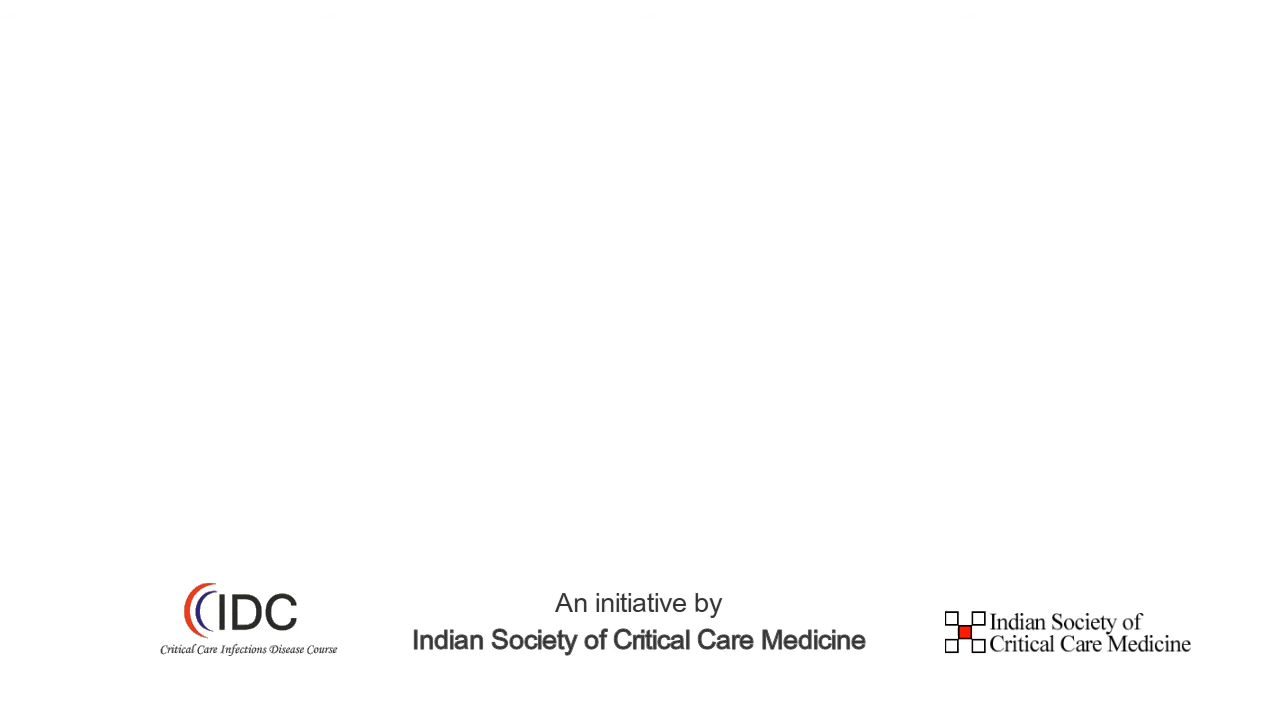 IDC
Critical Care Infections Disease Course
An initiative by
Indian Society of Critical Care Medicine
Indian Society of
Critical Care Medicine